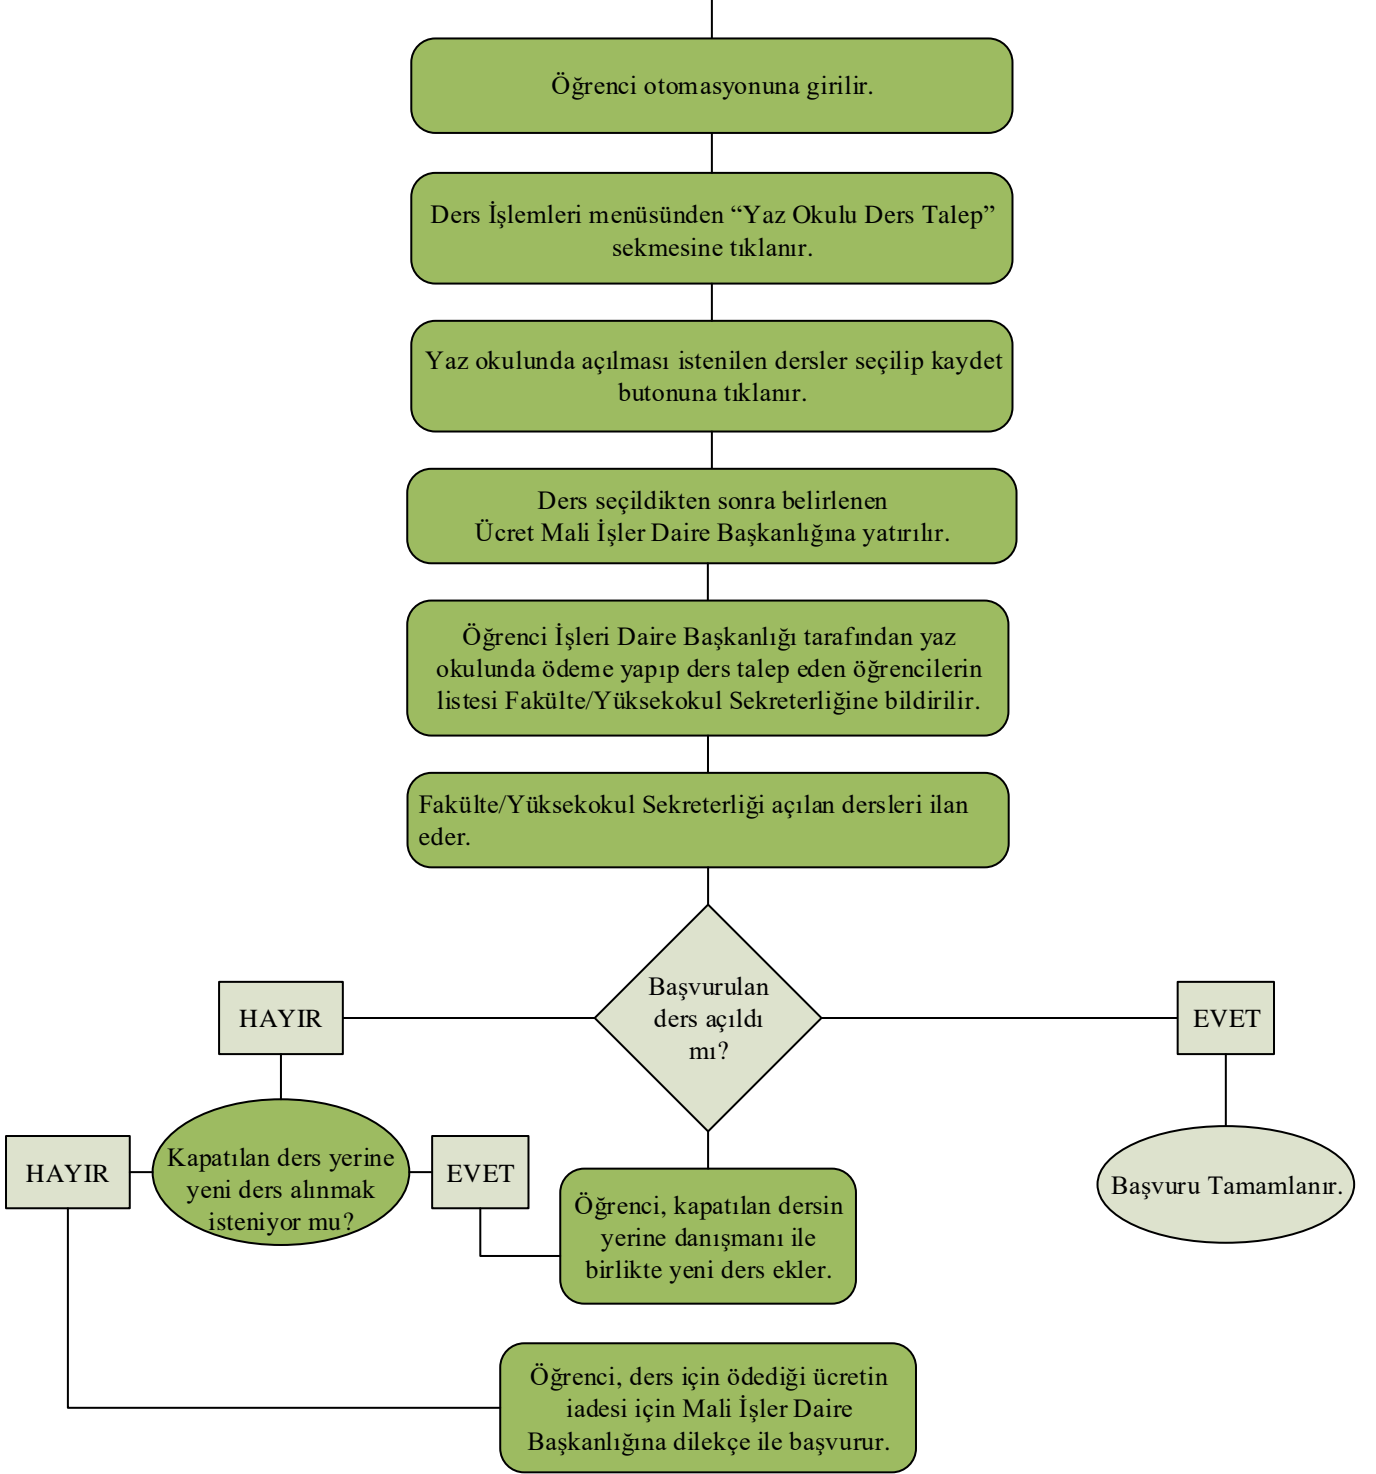 Öğrenci otomasyonuna girilir.
Ders İşlemleri menüsünden “Yaz Okulu Ders Talep”
sekmesine tıklanır.
Yaz okulunda açılması istenilen dersler seçilip kaydet
butonuna tıklanır.
Ders seçildikten sonra belirlenen
Ücret Mali İşler Daire Başkanlığına yatırılır.
Öğrenci İşleri Daire Başkanlığı tarafından yaz
okulunda ödeme yapıp ders talep eden öğrencilerin
listesi Fakülte/Yüksekokul Sekreterliğine bildirilir.
Fakülte/Yüksekokul Sekreterliği açılan dersleri ilan
eder.
Başvurulan
ders açıldı
mı?
HAYIR
EVET
Kapatılan ders yerine
yeni ders alınmak
isteniyor mu?
HAYIR
EVET
Öğrenci, kapatılan dersin
yerine danışmanı ile
birlikte yeni ders ekler.
Başvuru Tamamlanır.
Öğrenci, ders için ödediği ücretin
iadesi için Mali İşler Daire
Başkanlığına dilekçe ile başvurur.